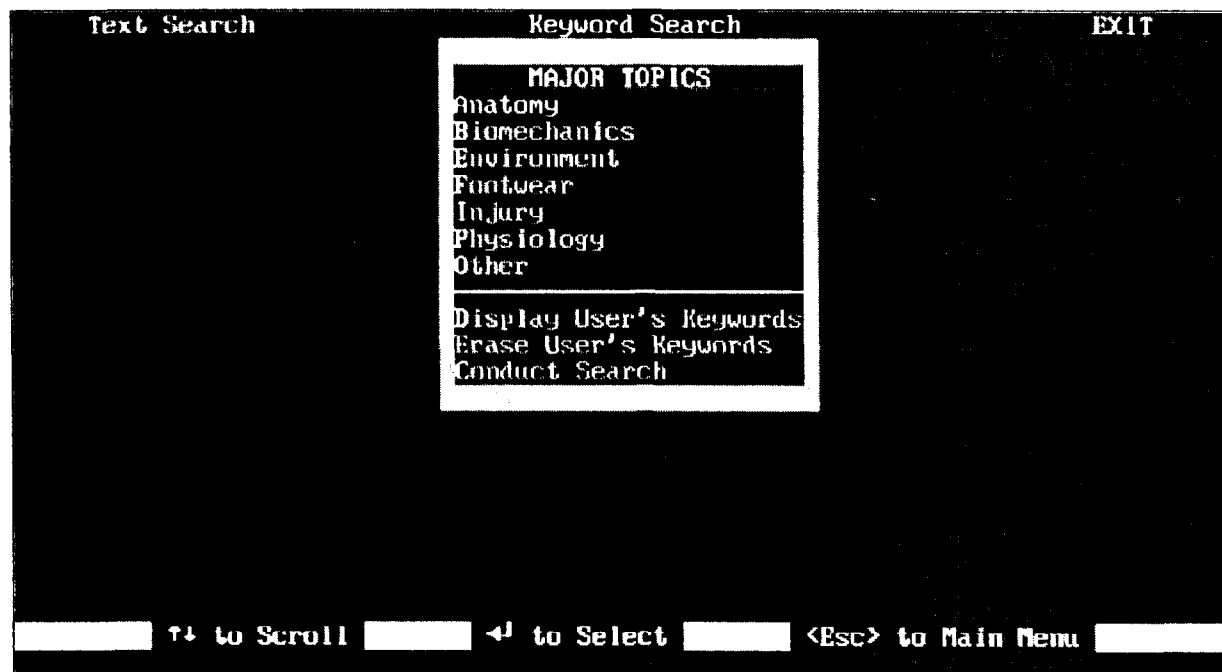 Text Search Keyword Search EXIT
MAJOR TOPICS
Anatomy
Biomechanics
Environment
Footwear
Injury
Physiology
Other
Display User's Keywords
Erase User's Keywords
Conduct Search
↑↓ to Scroll ↵ to Select <Esc> to Main Menu